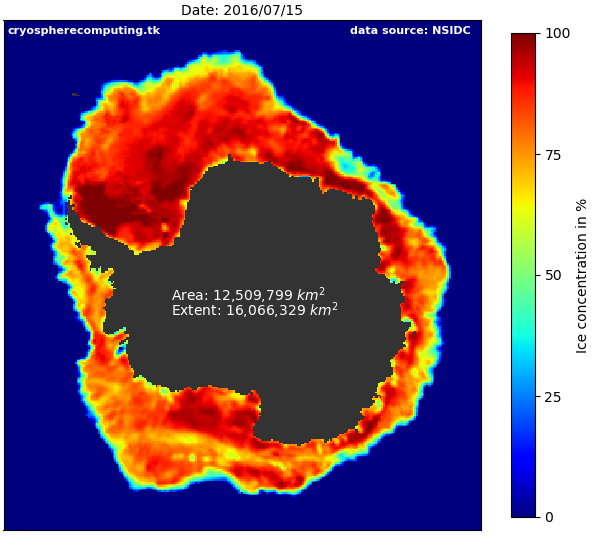 Date: 2016/07/15
cryospherecomputing.tk
data source: NSIDC
100
75
50
25
0
Ice concentration in %
Area: 12,509,799 km²
Extent: 16,066,329 km²